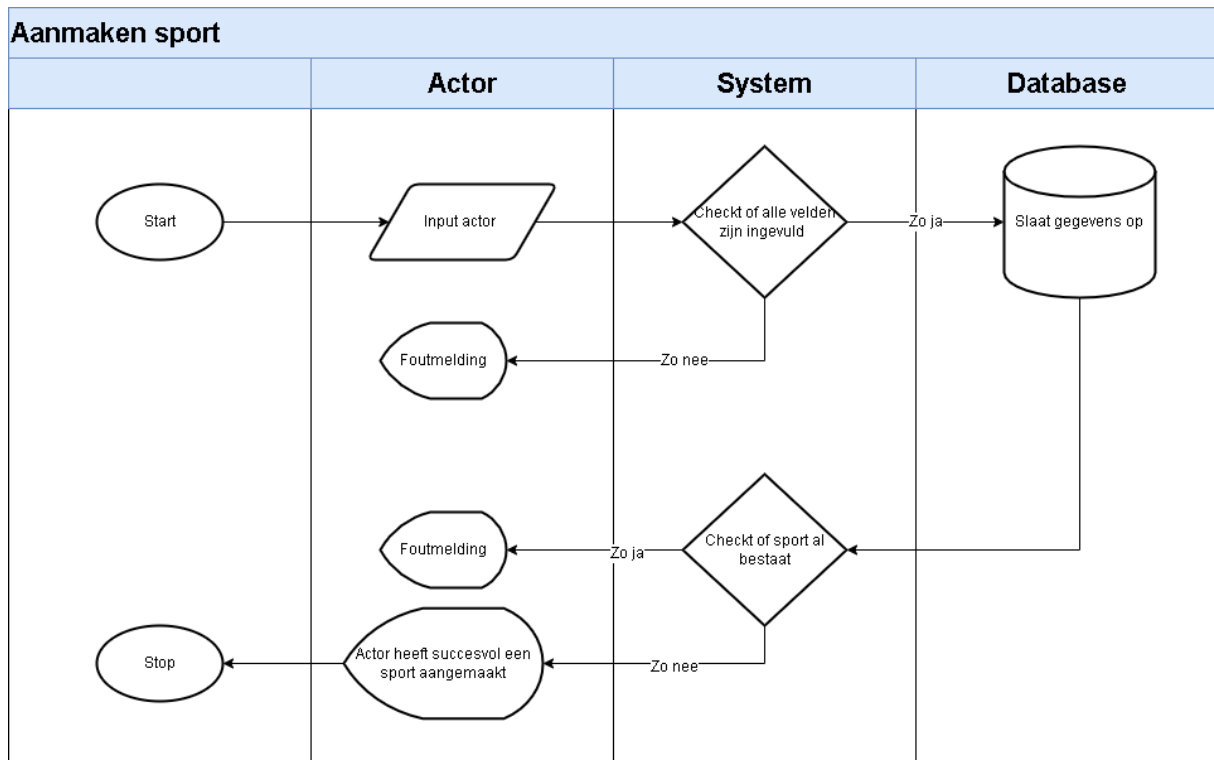 Aanmaken sport
Actor
System
Database
Start
Input actor
Checkt of alle velden
zijn ingevuld
Zo ja
Slaat gegevens op
Foutmelding
Zo nee
Foutmelding
Zo ja
Checkt of sport al
bestaat
Stop
Actor heeft succesvol een
sport aangemaakt
Zo nee